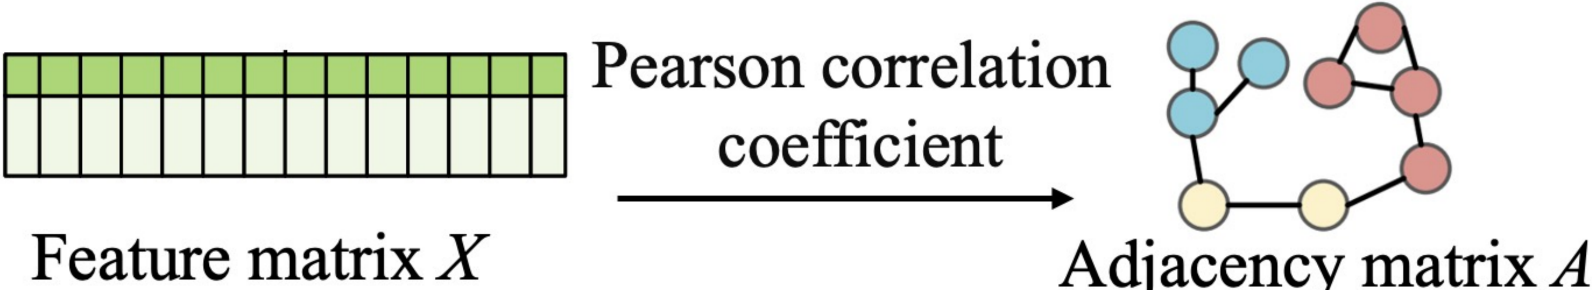 Pearson correlation
coefficient
Feature matrix X
Adjacency matrix A